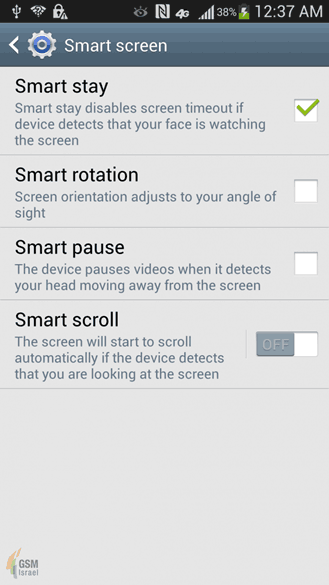 4G 38% 12:37 AM
Smart screen
Smart stay
Smart stay disables screen timeout if
device detects that your face is watching
the screen
Smart rotation
Screen orientation adjusts to your angle of
sight
Smart pause
The device pauses videos when it detects
your head moving away from the screen
Smart scroll
The screen will start to scroll
automatically if the device detects
that you are looking at the screen
OFF
GSM
Israel